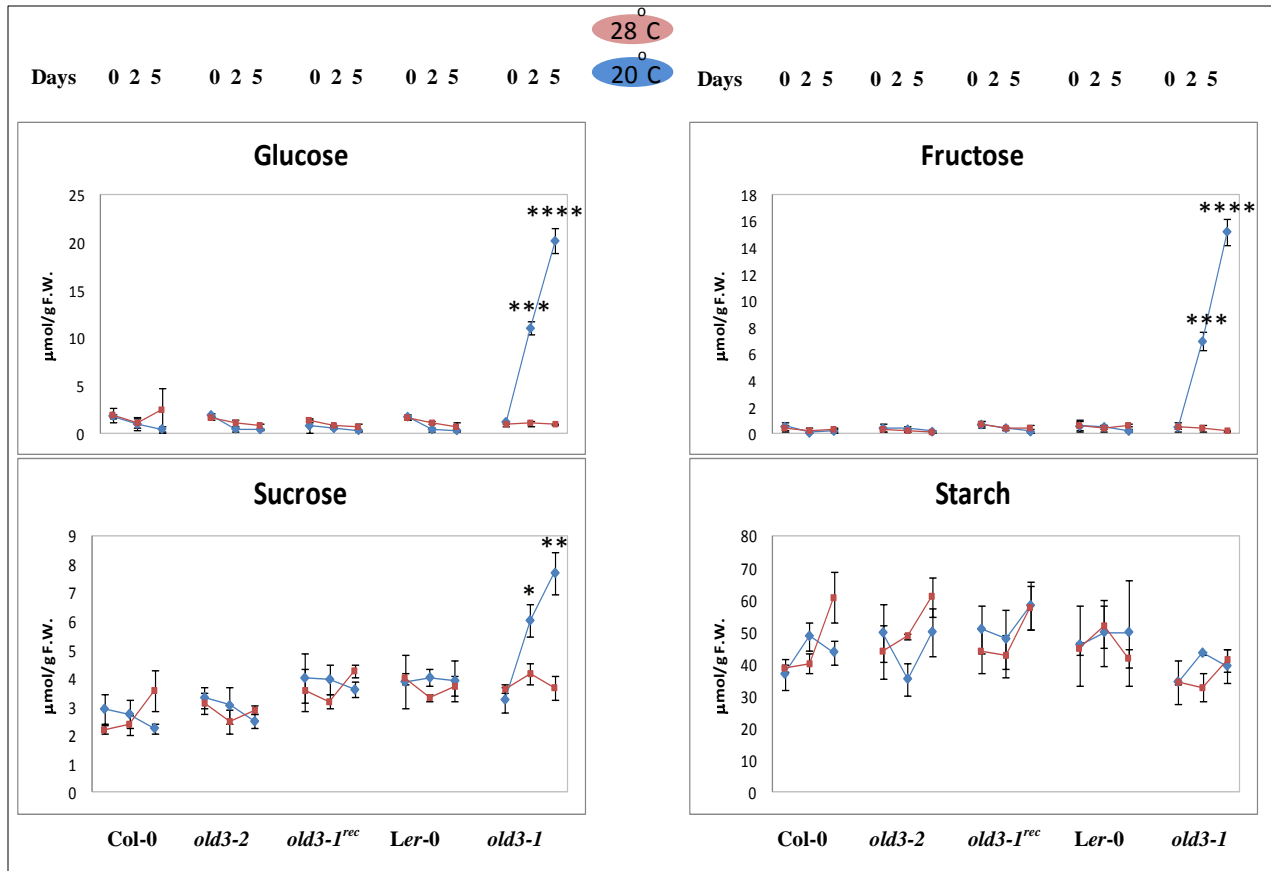 28 °C
20 °C
Days 0 2 5 0 2 5 0 2 5 0 2 5 0 2 5
Days 0 2 5 0 2 5 0 2 5 0 2 5 0 2 5
Glucose
μmol/gF.W.
25
20
15
10
5
0
***
****
Fructose
μmol/gF.W.
18
16
14
12
10
8
6
4
2
0
***
****
Sucrose
μmol/gF.W.
9
8
7
6
5
4
3
2
1
0
*
**
Starch
μmol/gF.W.
80
70
60
50
40
30
20
10
0
Col-0 old3-2 old3-1rec Ler-0 old3-1
Col-0 old3-2 old3-1rec Ler-0 old3-1